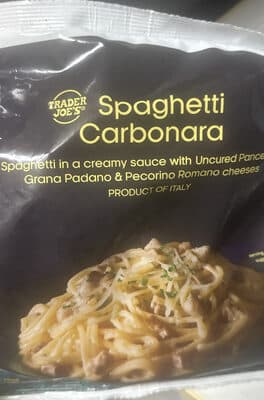 TRADER
JOE'S
Spaghetti
Carbonara
Spaghetti in a creamy sauce with Uncured Pance
Grana Padano & Pecorino Romano cheeses
PRODUCT OF ITALY